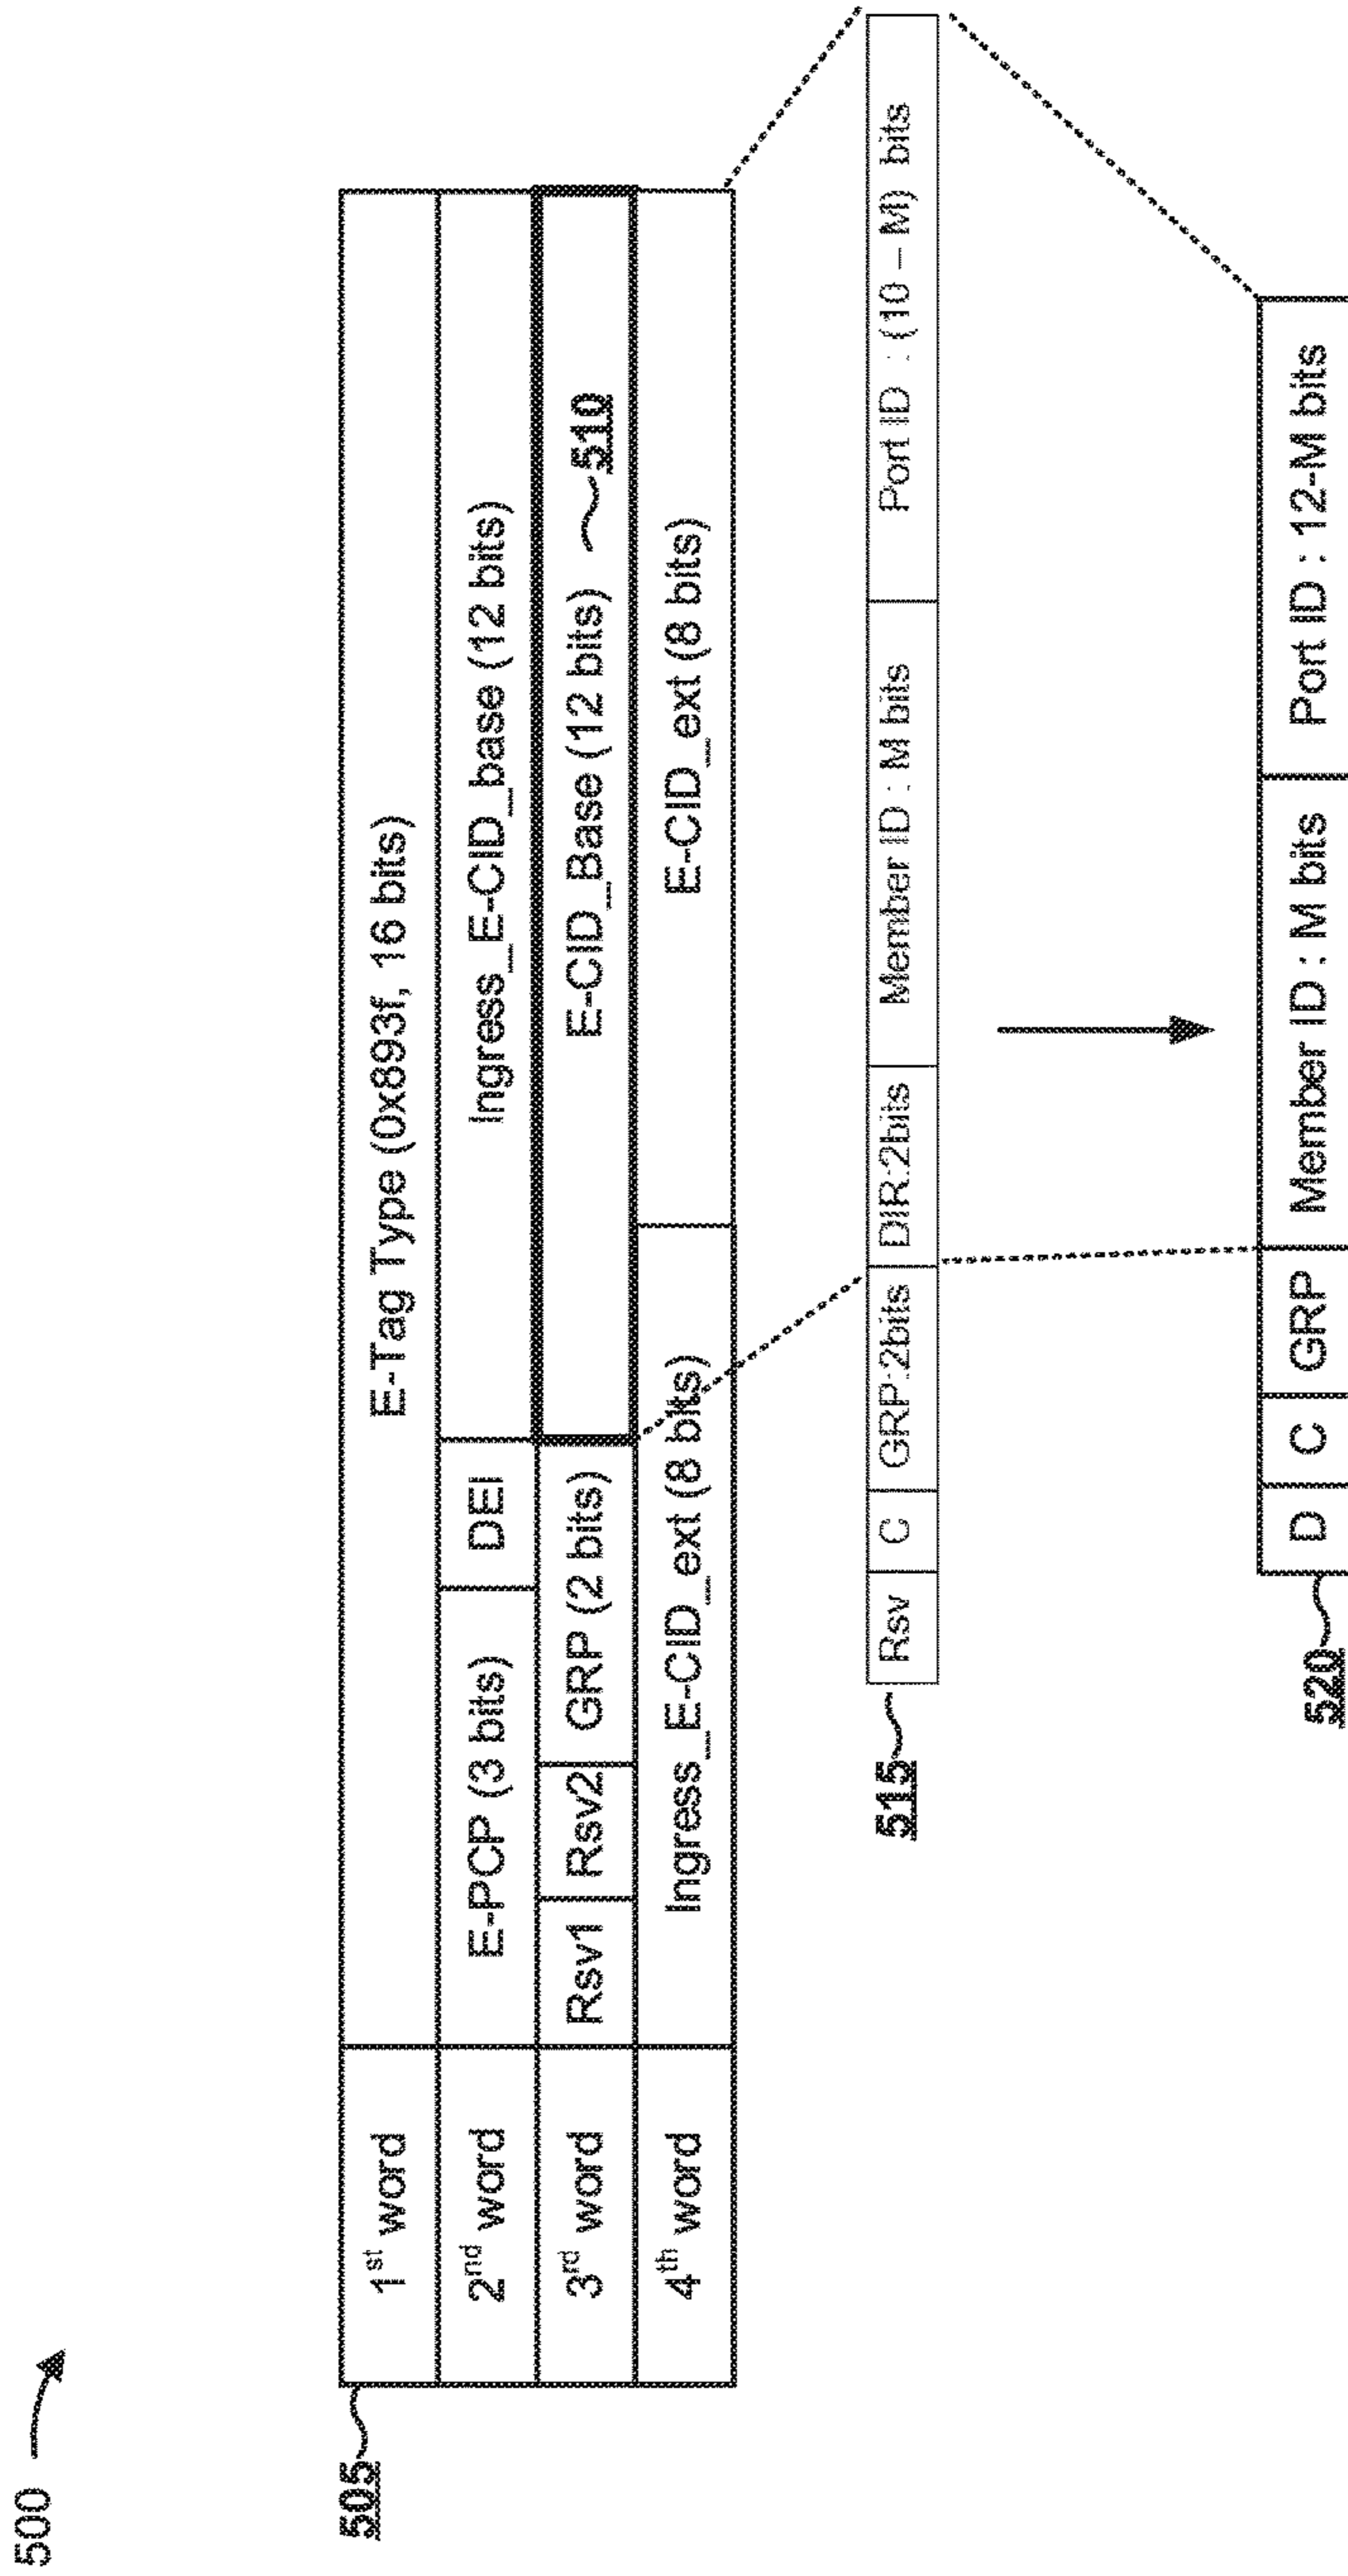 500
505
1st word E-Tag Type (0x893f, 16 bits)
2nd word E-PCP (3 bits) DEI Ingress_E-CID_base (12 bits)
3rd word Rsv1 Rsv2 GRP (2 bits) E-CID_Base (12 bits) 510
4th word Ingress_E-CID_ext (8 bits) E-CID_ext (8 bits)
515 Rsv C GRP:2bits DIR:2bits Member ID : M bits Port ID : (10 – M) bits
520 D C GRP Member ID : M bits Port ID : 12-M bits